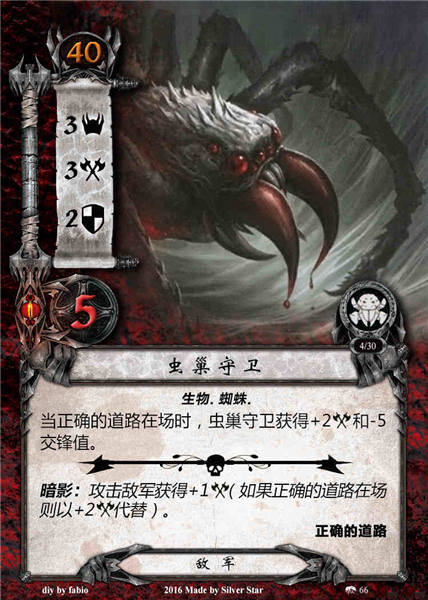 40
3
3
2
5
4/30
虫巢守卫
生物. 蜘蛛.
当正确的道路在场时，虫巢守卫获得+2和-5
交锋值。
暗影：攻击敌军获得+1（如果正确的道路在场
则以+2代替）。
正确的道路
敌军
diy by fabio 2016 Made by Silver Star 66